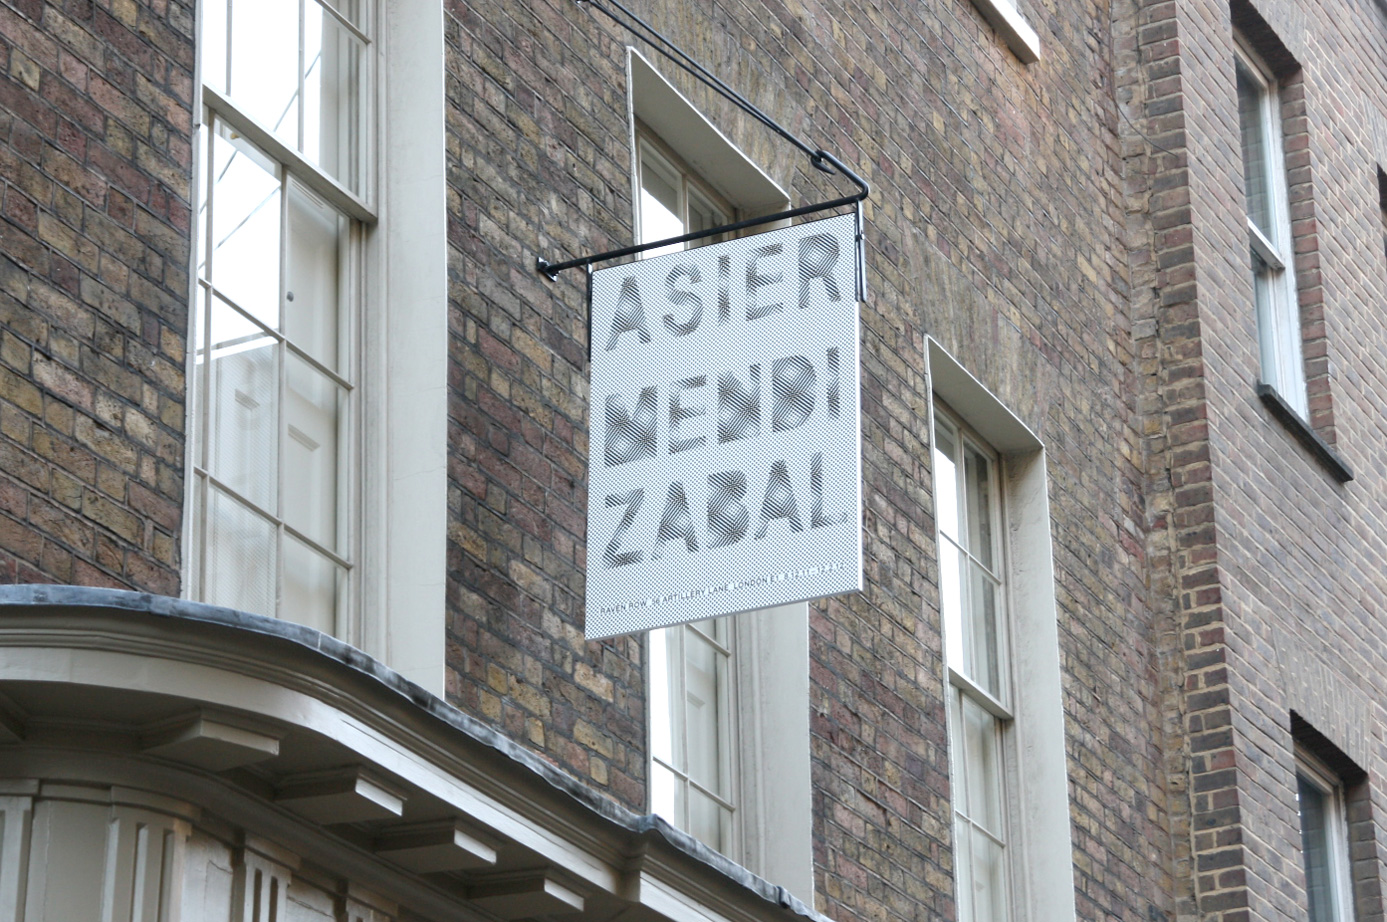 ASIER
MENDI
ZABAL
RAVEN ROW 56 ARTILLERY LANE LONDON E1